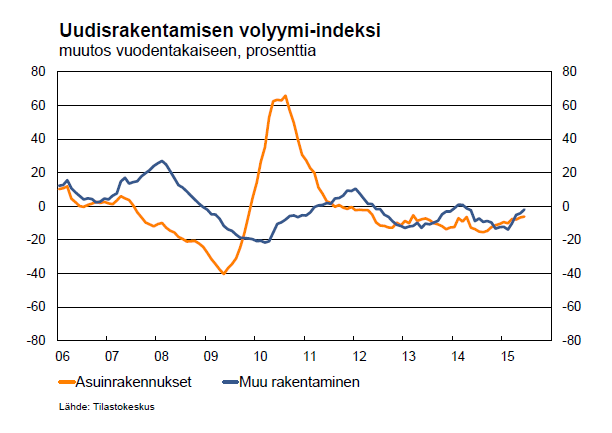 Uudisrakentamisen volyymi-indeksi
muutos vuodentakaiseen, prosenttia
80 80
60 60
40 40
20 20
0 0
-20 -20
-40 -40
-60 -60
-80 -80
06 07 08 09 10 11 12 13 14 15
Asuinrakennukset Muu rakentaminen
Lähde: Tilastokeskus